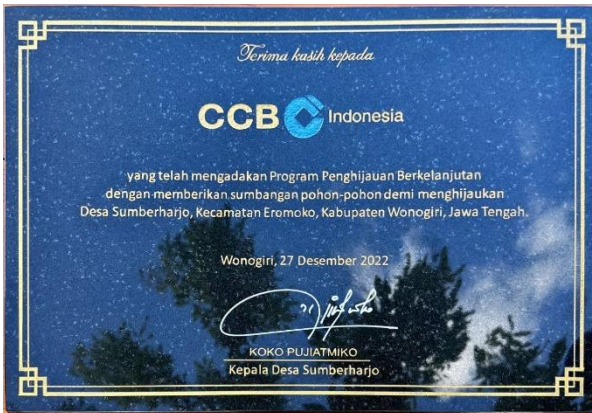 Terima kasih kepada
CCB Indonesia
yang telah mengadakan Program Penghijauan Berkelanjutan
dengan memberikan sumbangan pohon-pohon demi menghijaukan
Desa Sumberharjo, Kecamatan Eromoko, Kabupaten Wonogiri, Jawa Tengah.
Wonogiri, 27 Desember 2022
KOKO PUJIATMIKO
Kepala Desa Sumberharjo